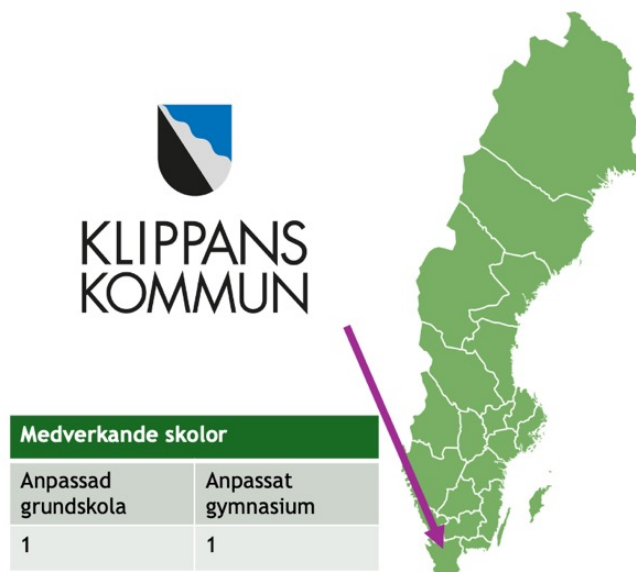 KLIPPANS
KOMMUN
Medverkande skolor
Anpassad
grundskola
Anpassat
gymnasium
1
1